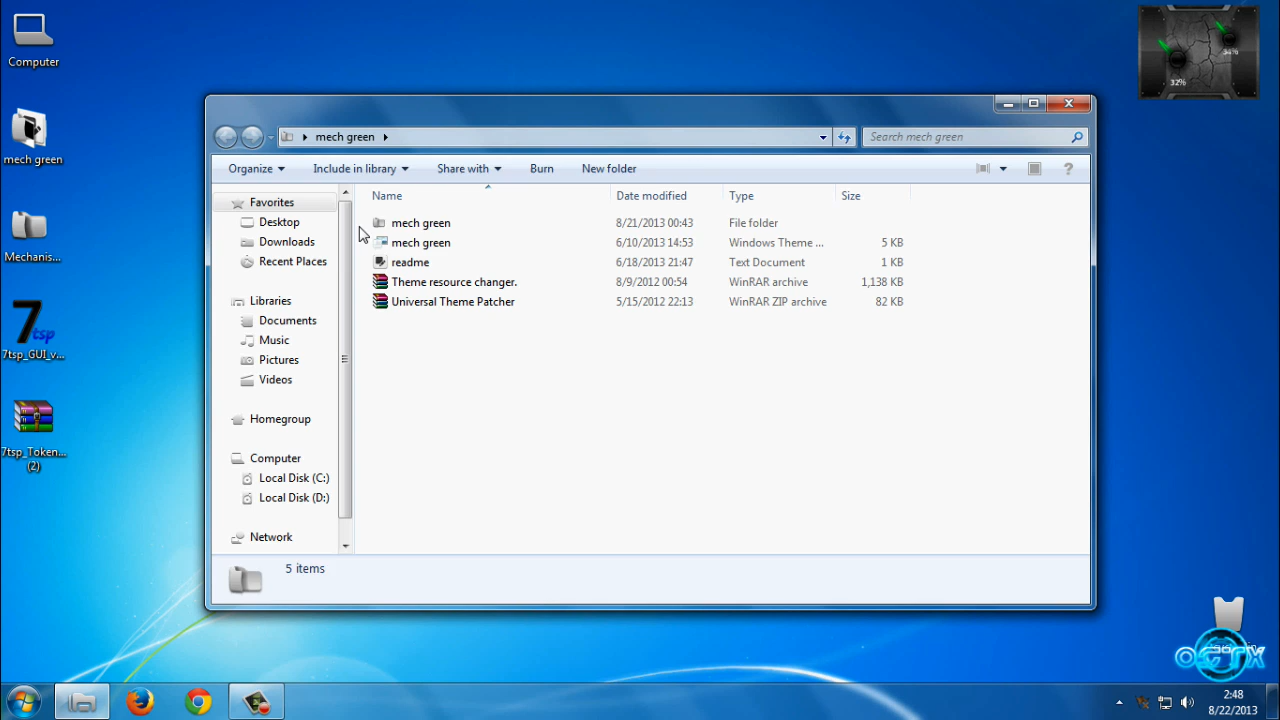 Computer
mech green
Mechanis...
7tsp
7tsp_GUI_v...
7tsp_Token...
(2)
34%
32%
mech green
Search mech green
Organize
Include in library
Share with
Burn
New folder
Favorites
Desktop
Downloads
Recent Places
Libraries
Documents
Music
Pictures
Videos
Homegroup
Computer
Local Disk (C:)
Local Disk (D:)
Network
Name Date modified Type Size
mech green 8/21/2013 00:43 File folder
mech green 6/10/2013 14:53 Windows Theme ... 5 KB
readme 6/18/2013 21:47 Text Document 1 KB
Theme resource changer. 8/9/2012 00:54 WinRAR archive 1,138 KB
Universal Theme Patcher 5/15/2012 22:13 WinRAR ZIP archive 82 KB
5 items
2:48
8/22/2013